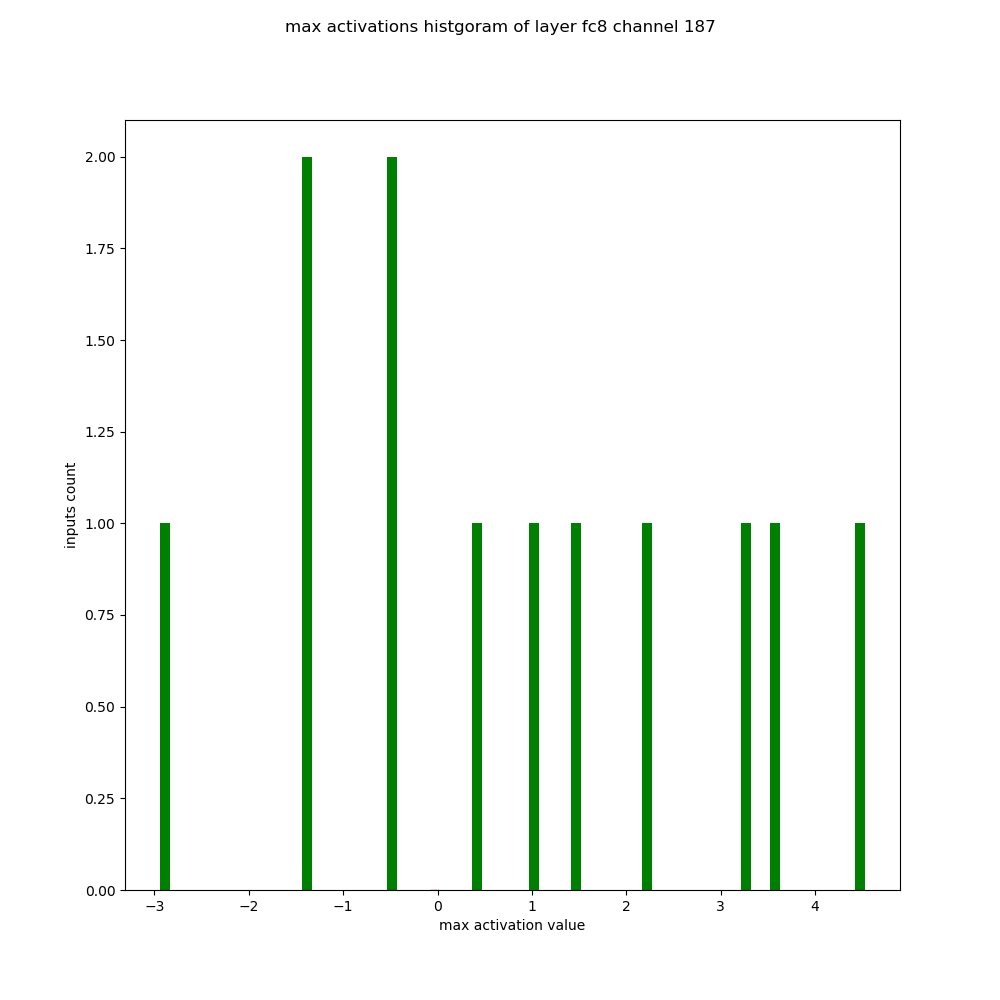 max activations histgoram of layer fc8 channel 187
2.00
1.75
1.50
1.25
1.00
0.75
0.50
0.25
0.00
inputs count
−3 −2 −1 0 1 2 3 4
max activation value